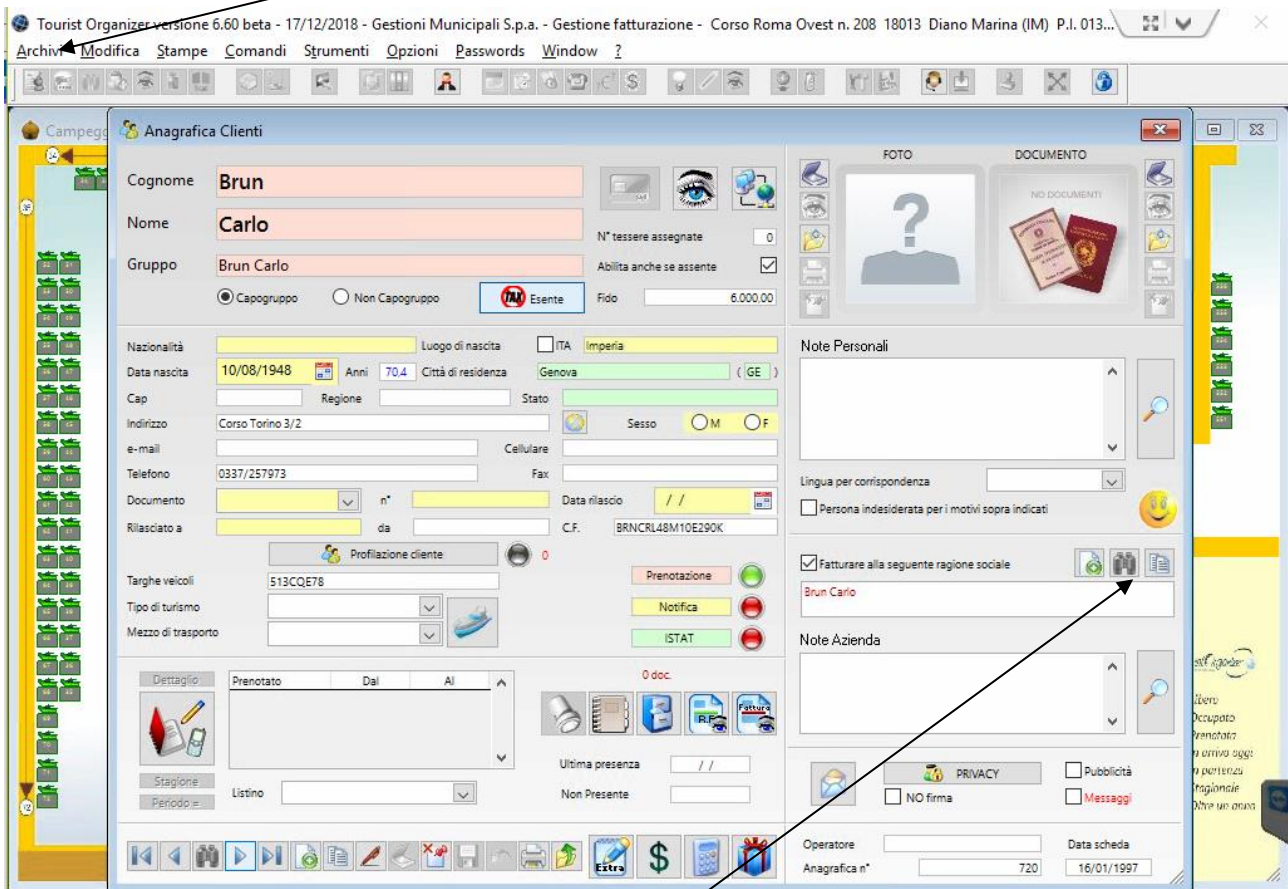 Tourist Organizer versione 6.60 beta - 17/12/2018 - Gestioni Municipali S.p.a. - Gestione fatturazione - Corso Roma Ovest n. 208 18013 Diano Marina (IM) P.I. 013...
Archivi Modifica Stampe Comandi Strumenti Opzioni Passwords Window ?
Campegg
Anagrafica Clienti
Cognome Brun
Nome Carlo
Gruppo Brun Carlo
Capogruppo Non Capogruppo TAX Esente
N° tessere assegnate 0
Abilita anche se assente
Fido 6.000,00
FOTO DOCUMENTO
?
NO DOCUMENTI
Nazionalità Luogo di nascita ITA Imperia
Data nascita 10/08/1948 Anni 70,4 Città di residenza Genova ( GE )
Cap Regione Stato
Indirizzo Corso Torino 3/2 Sesso M F
e-mail Cellulare
Telefono 0337/257973 Fax
Documento n° Data rilascio / /
Rilasciato a da C.F. BRNCRL48M10E290K
Profilazione cliente 0
Targhe veicoli 513CQE78
Tipo di turismo
Mezzo di trasporto
Prenotazione
Notifica
ISTAT
Note Personali
Lingua per corrispondenza
Persona indesiderata per i motivi sopra indicati
Fatturare alla seguente ragione sociale
Brun Carlo
Note Azienda
Dettaglio Prenotato Dal Al
Stagione
Periodo =
Listino
0 doc.
R.F. Fattura
Ultima presenza / /
Non Presente
PRIVACY
NO firma
Pubblicità
Messaggi
Extra $
Operatore Data scheda
Anagrafica n° 720 16/01/1997